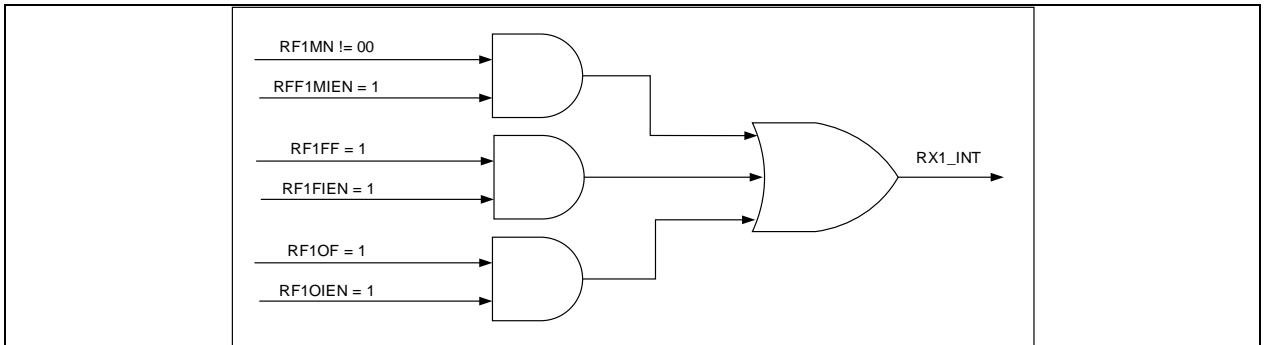 RF1MN != 00
RFF1MIEN = 1
RF1FF = 1
RF1FIEN = 1
RX1_INT
RF1OF = 1
RF1OIEN = 1